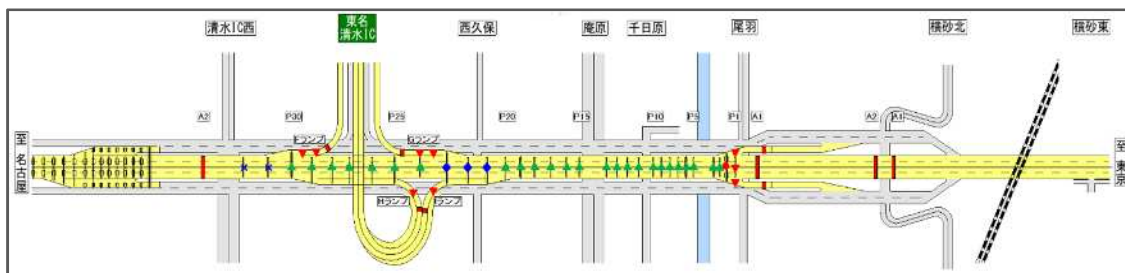 清水IC西
東名
清水IC
西久保
庵原
千日原
尾羽
横砂北
横砂東
A2
P30
P25
P20
P15
P10
P5
P1
A1
A2
A1
至
名古屋
至
東京
Fランプ
Gランプ
Hランプ
Iランプ